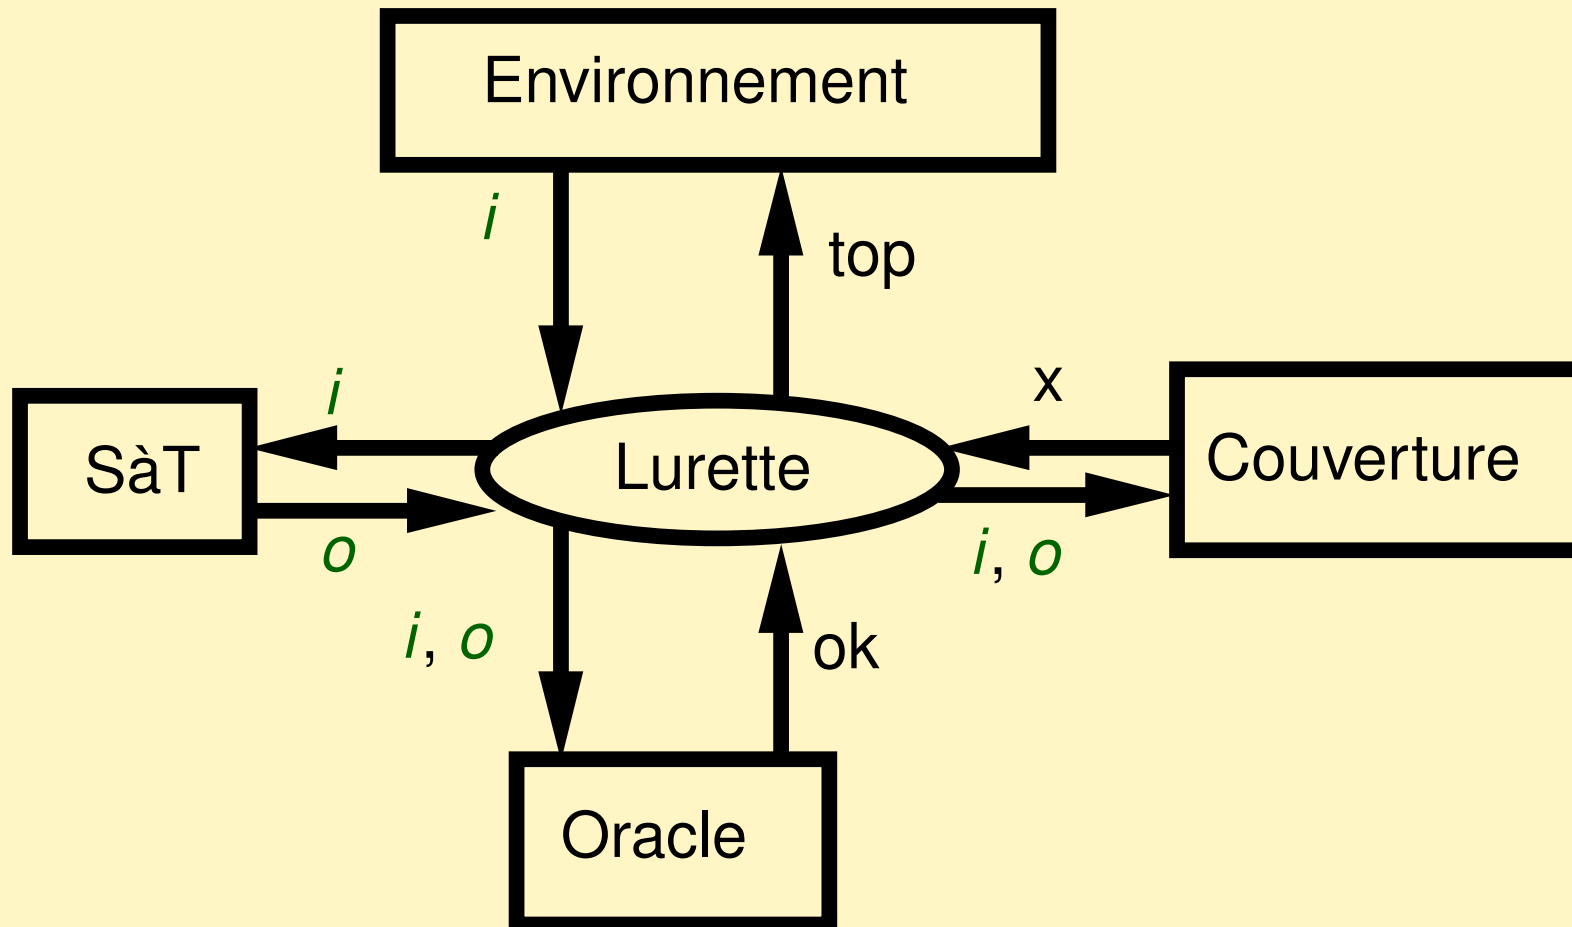 Environnement
i
top
i
x
SàT
Lurette
Couverture
o
i, o
i, o
ok
Oracle